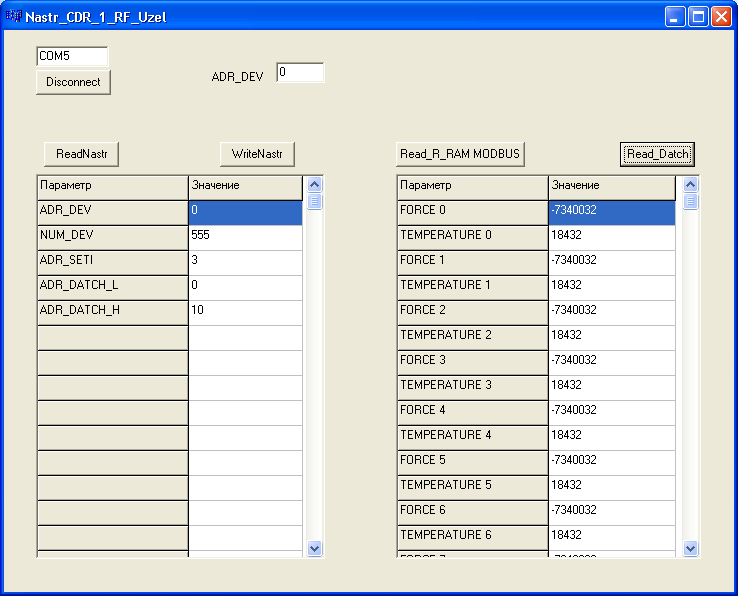 Nastr_CDR_1_RF_Uzel
COM5
Disconnect
ADR_DEV 0
ReadNastr WriteNastr
Параметр Значение
ADR_DEV 0
NUM_DEV 555
ADR_SETI 3
ADR_DATCH_L 0
ADR_DATCH_H 10
Read_R_RAM MODBUS Read_Datch
Параметр Значение
FORCE 0 -7340032
TEMPERATURE 0 18432
FORCE 1 -7340032
TEMPERATURE 1 18432
FORCE 2 -7340032
TEMPERATURE 2 18432
FORCE 3 -7340032
TEMPERATURE 3 18432
FORCE 4 -7340032
TEMPERATURE 4 18432
FORCE 5 -7340032
TEMPERATURE 5 18432
FORCE 6 -7340032
TEMPERATURE 6 18432
FORCE 7 -7340032